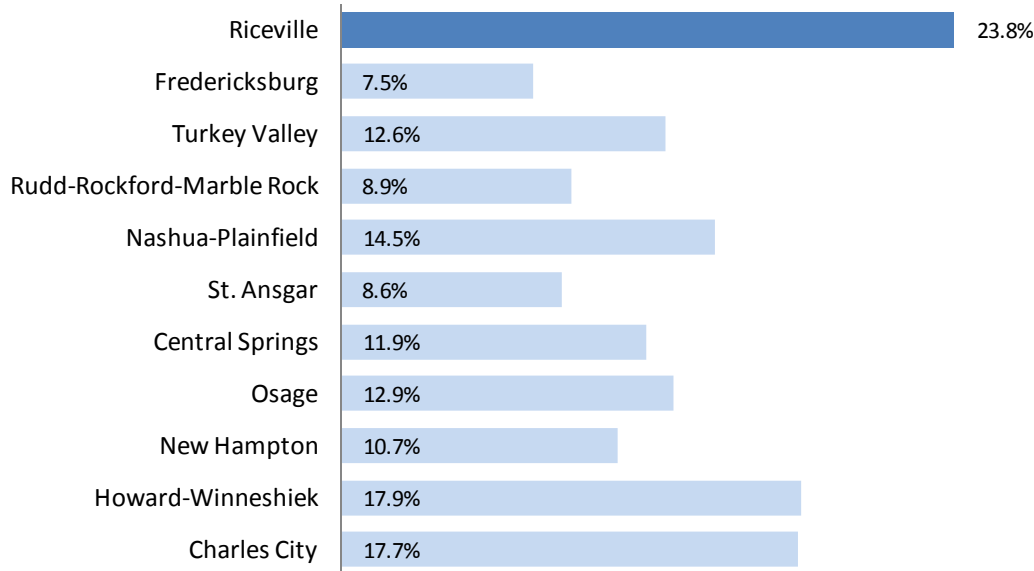 Riceville 23.8%
Fredericksburg 7.5%
Turkey Valley 12.6%
Rudd-Rockford-Marble Rock 8.9%
Nashua-Plainfield 14.5%
St. Ansgar 8.6%
Central Springs 11.9%
Osage 12.9%
New Hampton 10.7%
Howard-Winneshiek 17.9%
Charles City 17.7%